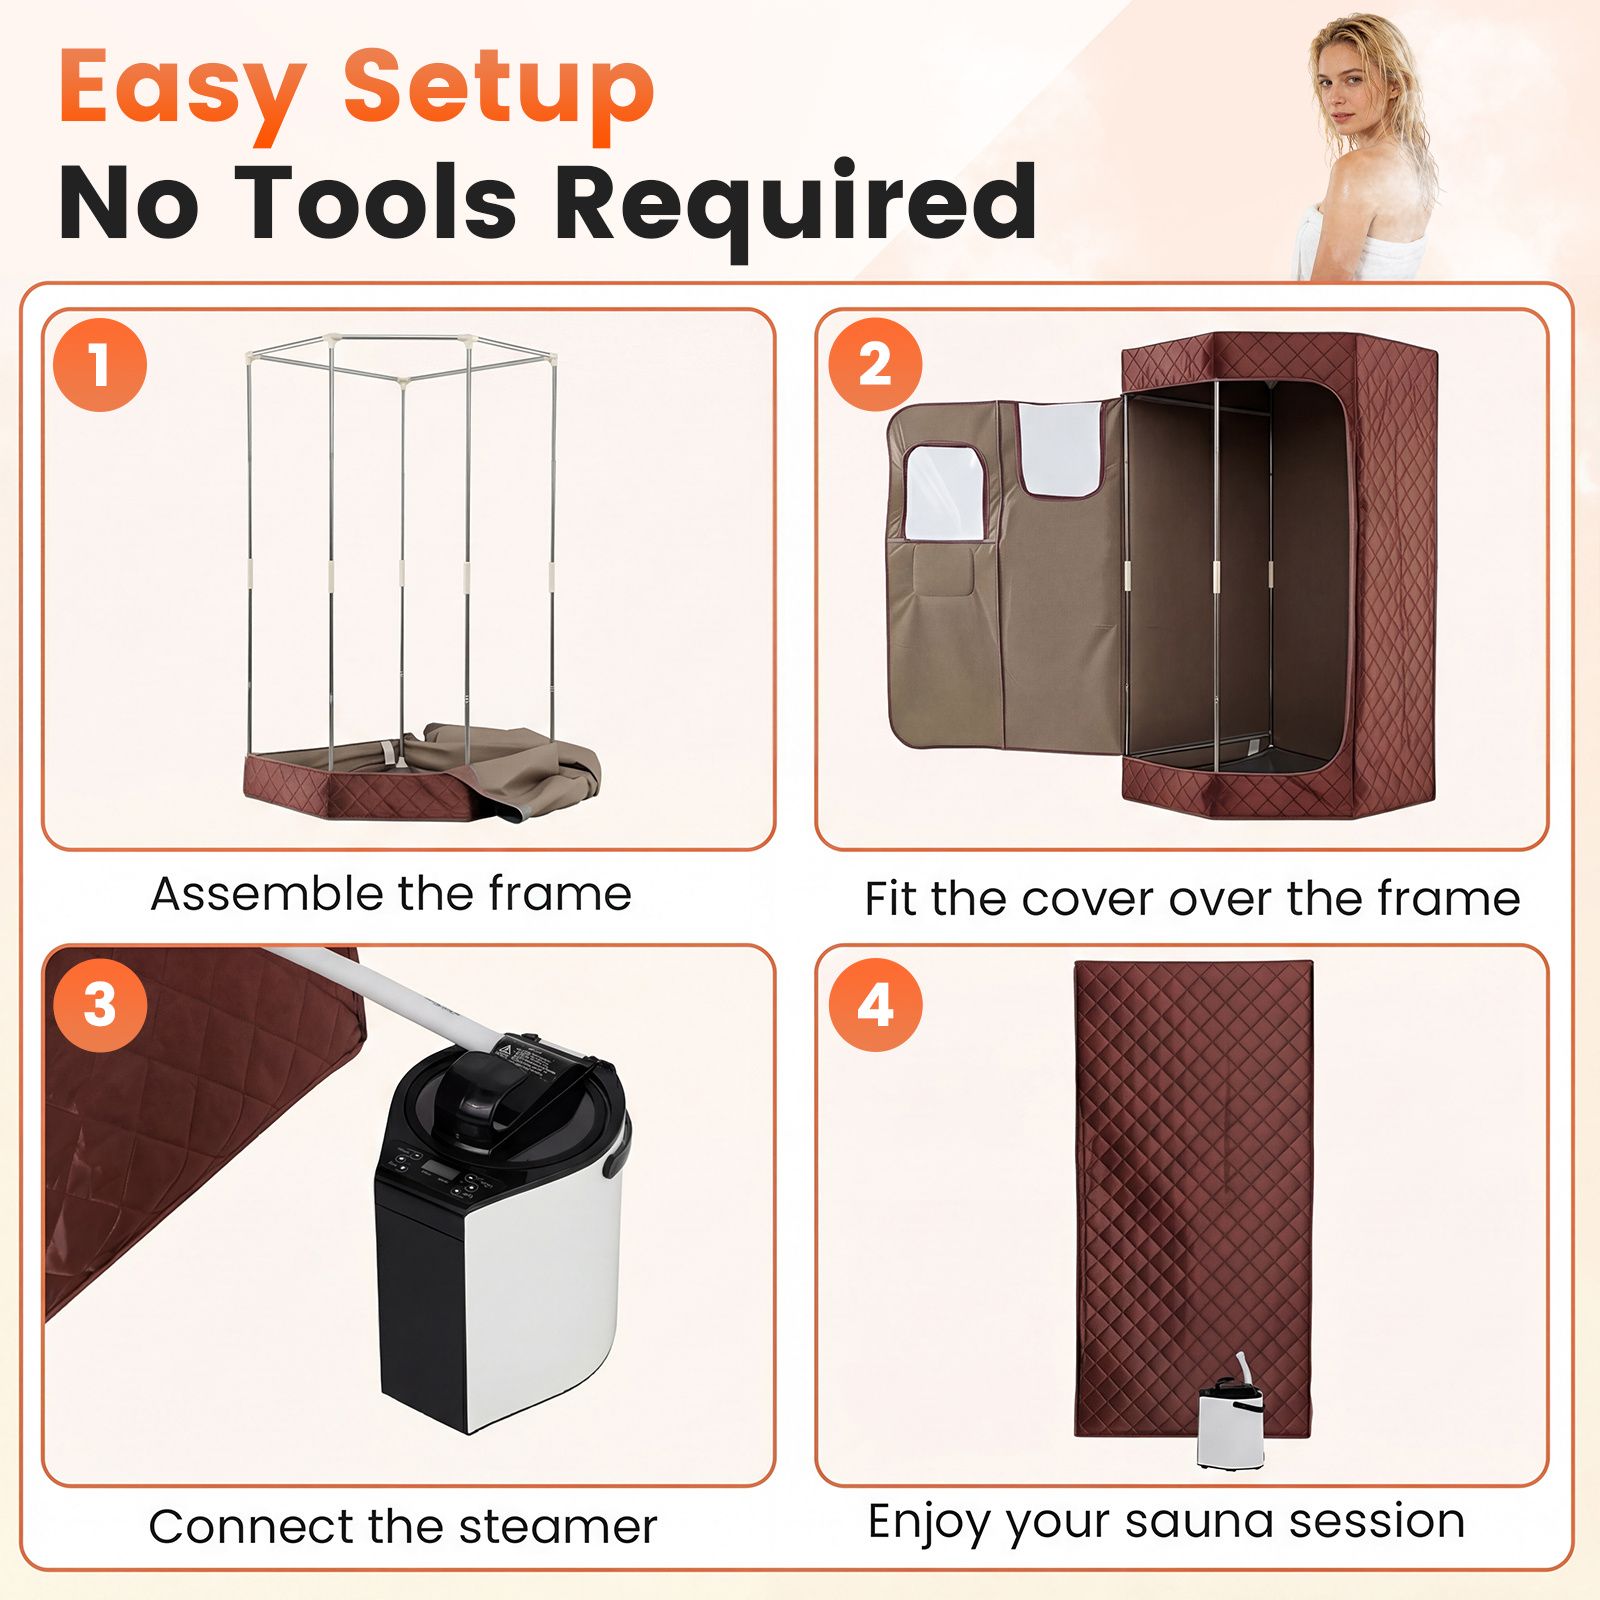 Easy Setup
No Tools Required
1
2
Assemble the frame
Fit the cover over the frame
3
4
Connect the steamer
Enjoy your sauna session